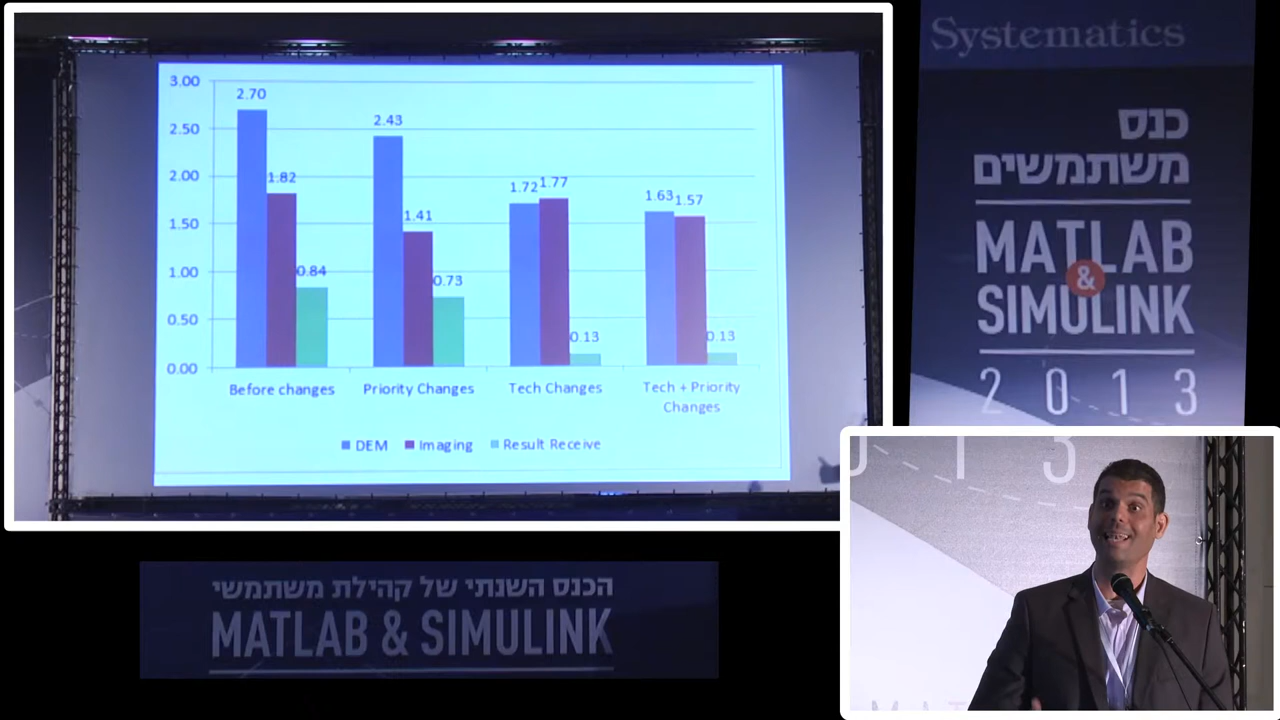 3.00
2.50
2.00
1.50
1.00
0.50
0.00
2.70
1.82
0.84
2.43
1.41
0.73
1.72
1.77
0.13
1.63
1.57
0.13
Before changes
Priority Changes
Tech Changes
Tech + Priority
Changes
DEM Imaging Result Receive
Systematics
כנס
משתמשים
MATLAB
&
SIMULINK
2013
הכנס השנתי של קהילת משתמשי
MATLAB & SIMULINK
13